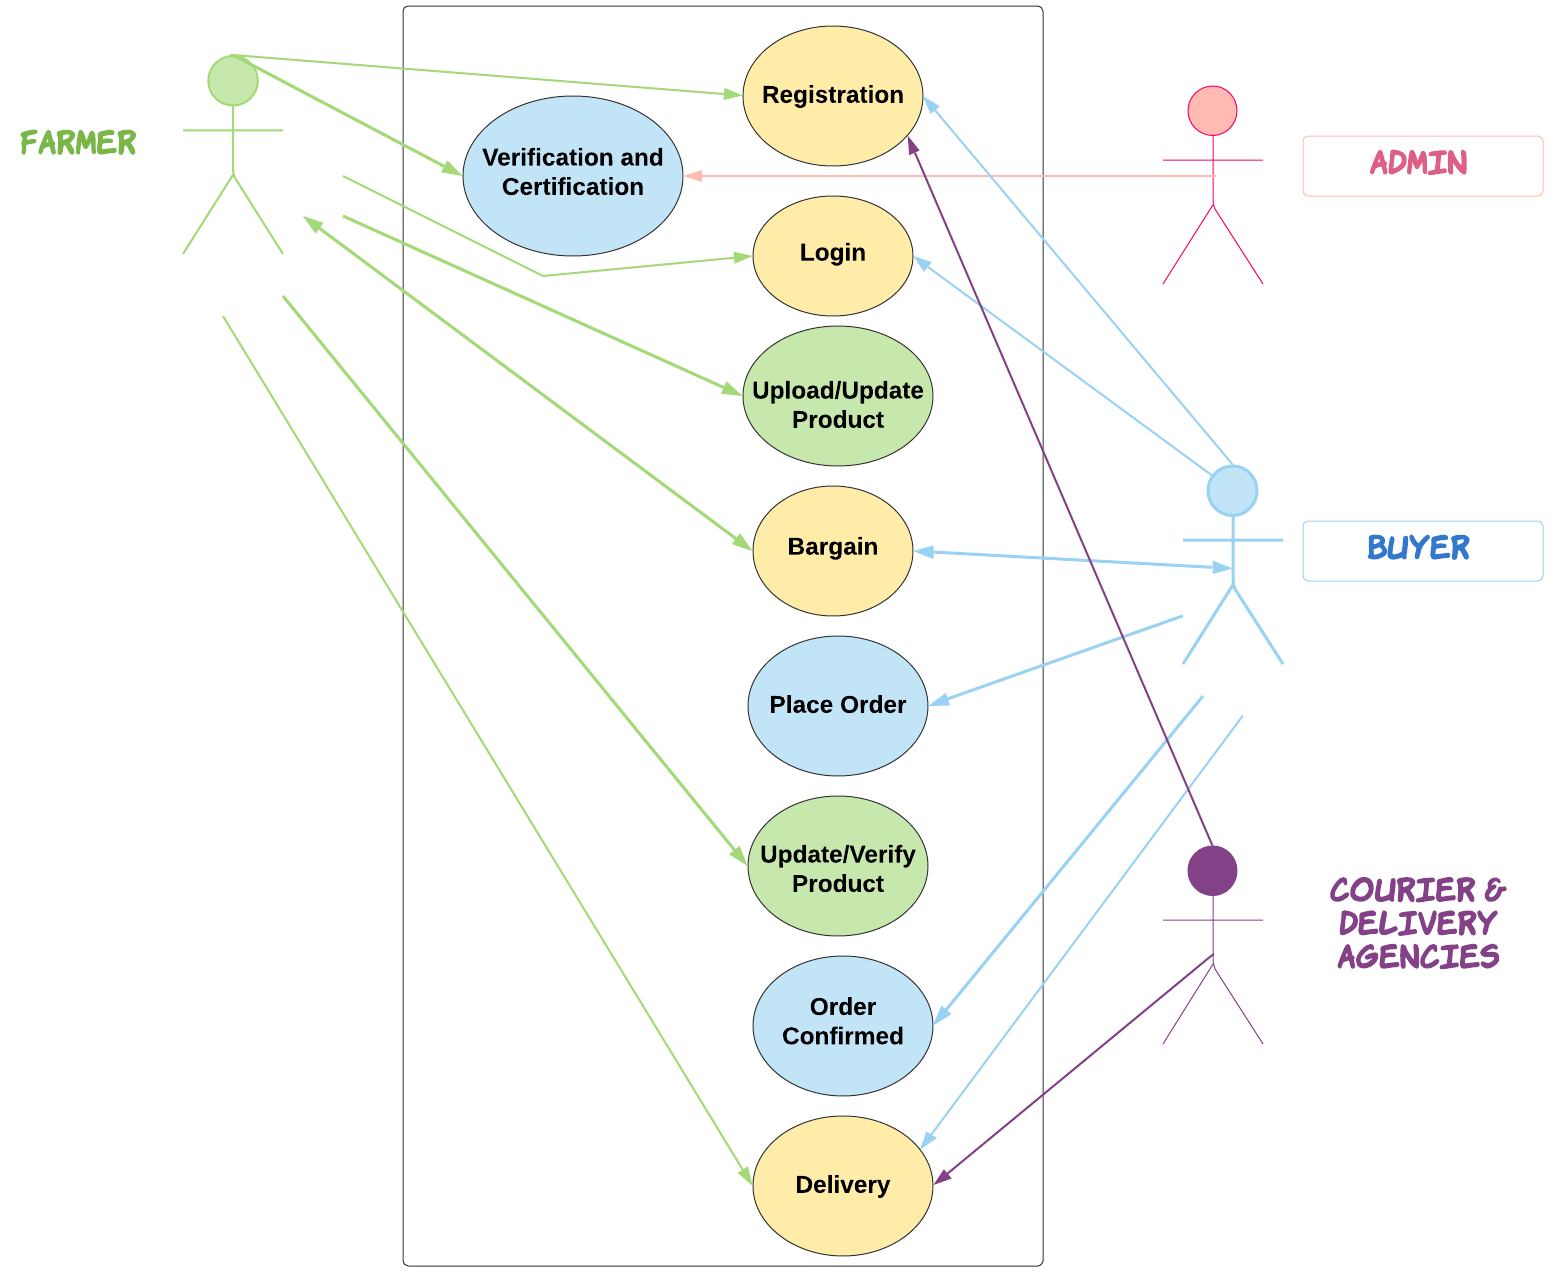 FARMER
Registration
Verification and
Certification
ADMIN
Login
Upload/Update
Product
Bargain
BUYER
Place Order
Update/Verify
Product
COURIER &
DELIVERY
AGENCIES
Order
Confirmed
Delivery